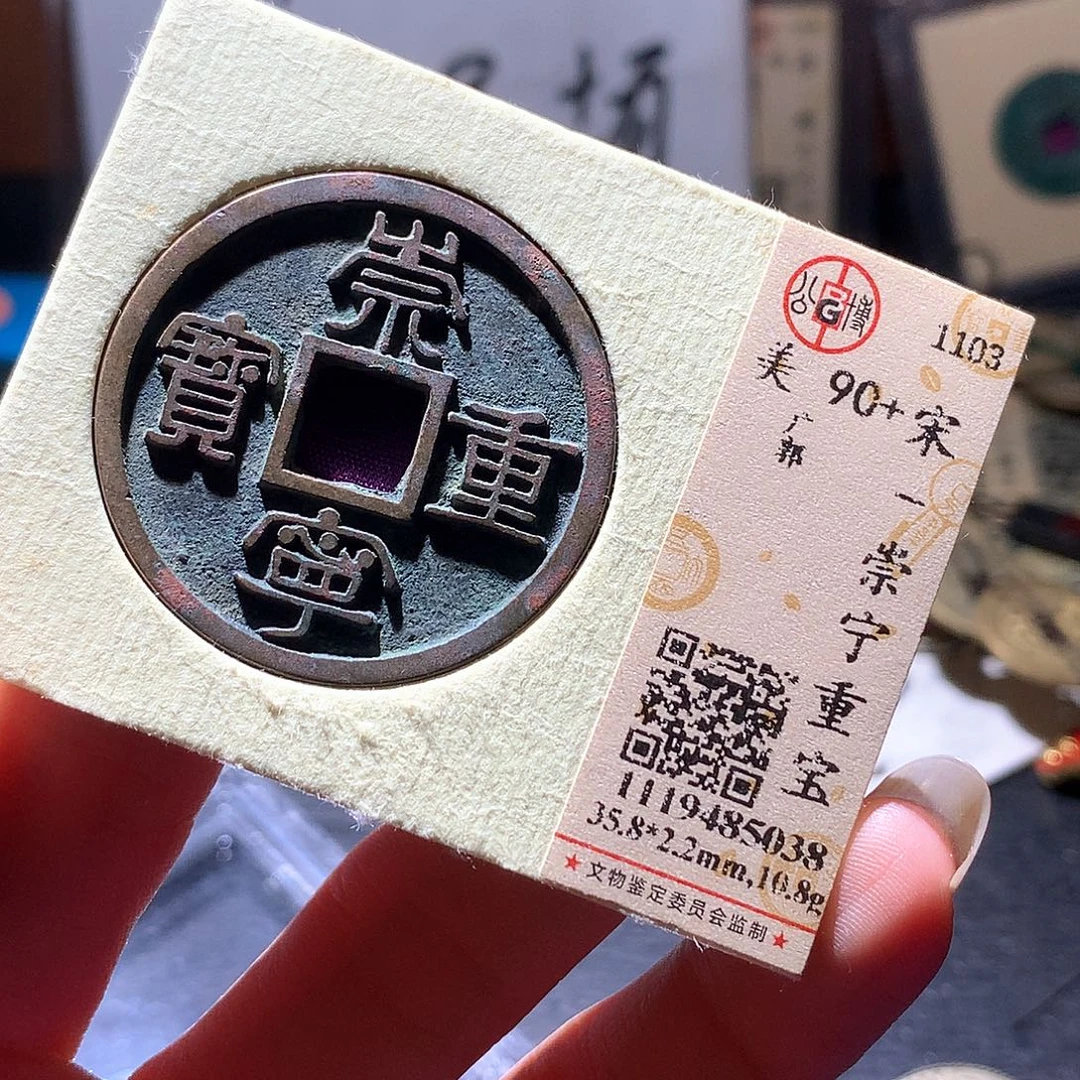 崇
重
寧
寶
公博
G
1103
美 90+
广郭
宋一崇宁重宝
1119485038
35.8*2.2mm,10.8g
★文物鉴定委员会监制★